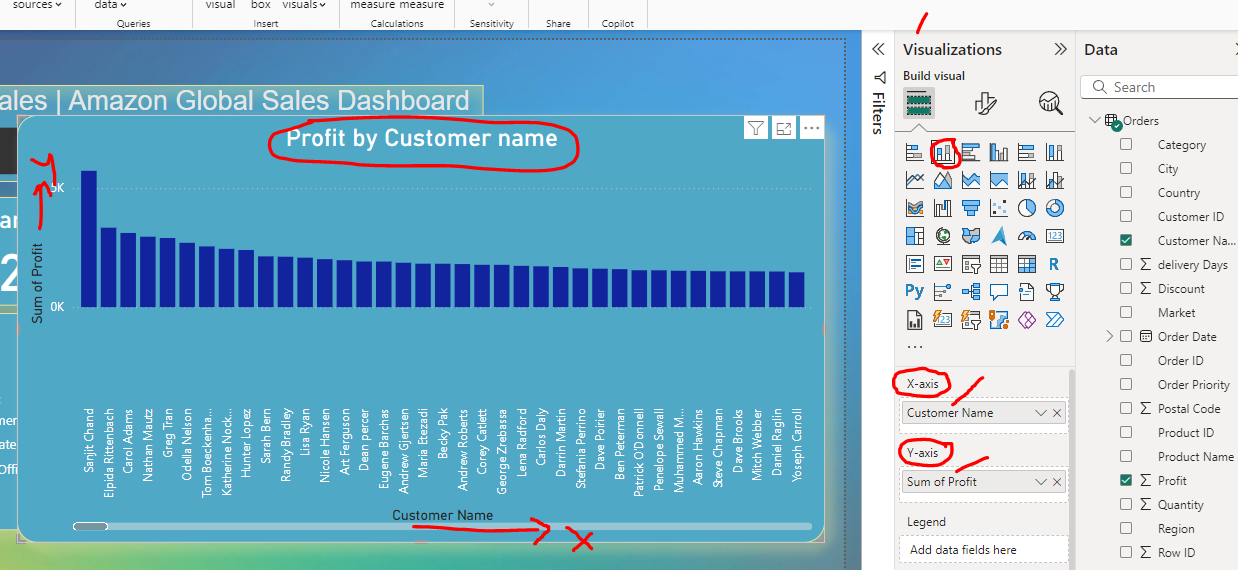 sources
data
visual
box
visuals
measure measure
Queries
Insert
Calculations
Sensitivity
Share
Copilot
ales | Amazon Global Sales Dashboard
Profit by Customer name
5K
0K
Sum of Profit
Sanjit Chand
Elpida Rittenbach
Carol Adams
Nathan Mautz
Greg Tran
Odella Nelson
Tom Boeckenha...
Katherine Nock...
Hunter Lopez
Sarah Bern
Randy Bradley
Lisa Ryan
Nicole Hansen
Art Ferguson
Dean percer
Eugene Barchas
Andrew Gjertsen
Maria Etezadi
Becky Pak
Andrew Roberts
Corey Catlett
George Zrebassa
Lena Radford
Carlos Daly
Darrin Martin
Stefania Perrino
Dave Poirier
Ben Peterman
Patrick O'Donnell
Penelope Sewall
Muhammed M...
Aaron Hawkins
Steve Chapman
Dave Brooks
Mitch Webber
Daniel Raglin
Yoseph Carroll
Customer Name
X
Filters
Visualizations
Build visual
123
R
Py
123
...
X-axis
Customer Name
Y-axis
Sum of Profit
Legend
Add data fields here
Data
Search
Orders
Category
City
Country
Customer ID
Customer Na...
delivery Days
Discount
Market
Order Date
Order ID
Order Priority
Postal Code
Product ID
Product Name
Profit
Quantity
Region
Row ID